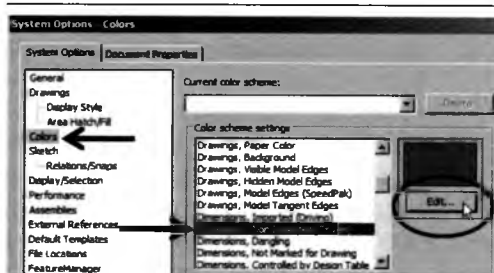 System Options - Colors
System Options Document Properties
General
Drawings
Display Style
Area Hatch/Fill
Colors
Sketch
Relations/Snaps
Display/Selection
Performance
Assemblies
External References
Default Templates
File Locations
FeatureManager
Current color scheme:
Color scheme settings
Drawings, Paper Color
Drawings, Background
Drawings, Visible Model Edges
Drawings, Hidden Model Edges
Drawings, Model Edges (SpeedPak)
Drawings, Model Tangent Edges
Dimensions, Imported (Driving)
Dimensions, Dangling
Dimensions, Not Marked for Drawing
Dimensions, Controlled by Design Table
Edit...